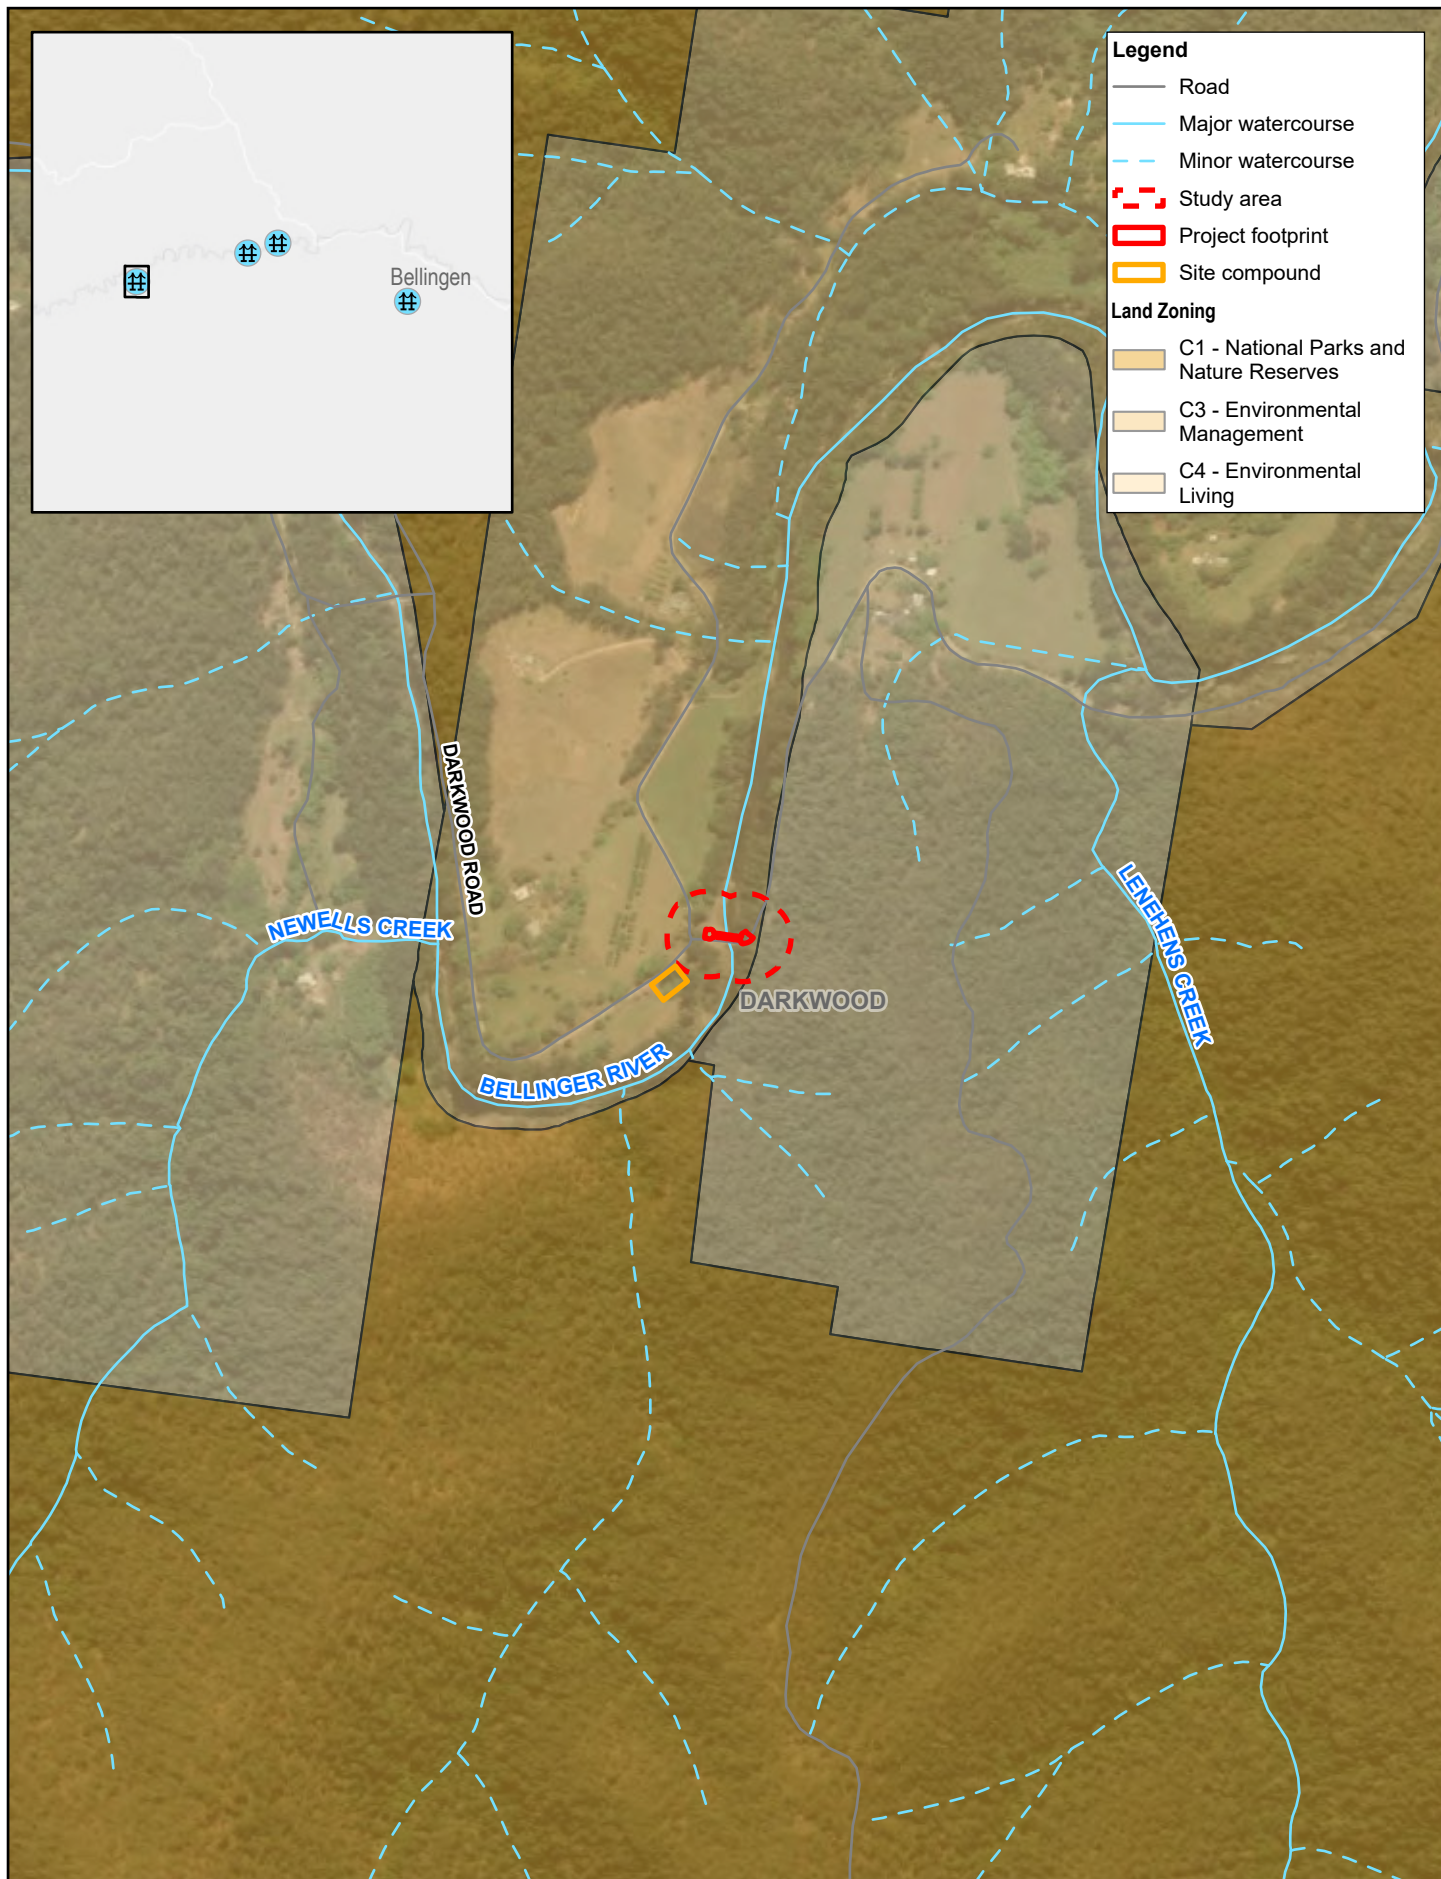 Bellingen
Legend
Road
Major watercourse
Minor watercourse
Study area
Project footprint
Site compound
Land Zoning
C1 - National Parks and
Nature Reserves
C3 - Environmental
Management
C4 - Environmental
Living
DARKWOOD ROAD
NEWELLS CREEK
LENEHENS CREEK
DARKWOOD
BELLINGER RIVER